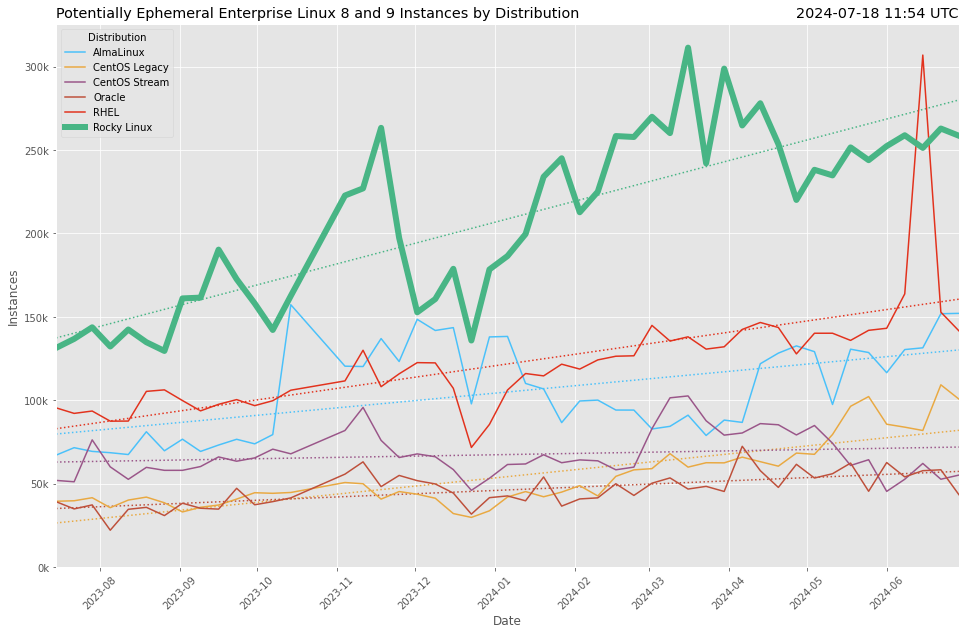 Potentially Ephemeral Enterprise Linux 8 and 9 Instances by Distribution
2024-07-18 11:54 UTC
Distribution
AlmaLinux
CentOS Legacy
CentOS Stream
Oracle
RHEL
Rocky Linux
300k
250k
200k
150k
100k
50k
0k
Instances
2023-08
2023-09
2023-10
2023-11
2023-12
2024-01
2024-02
2024-03
2024-04
2024-05
2024-06
Date